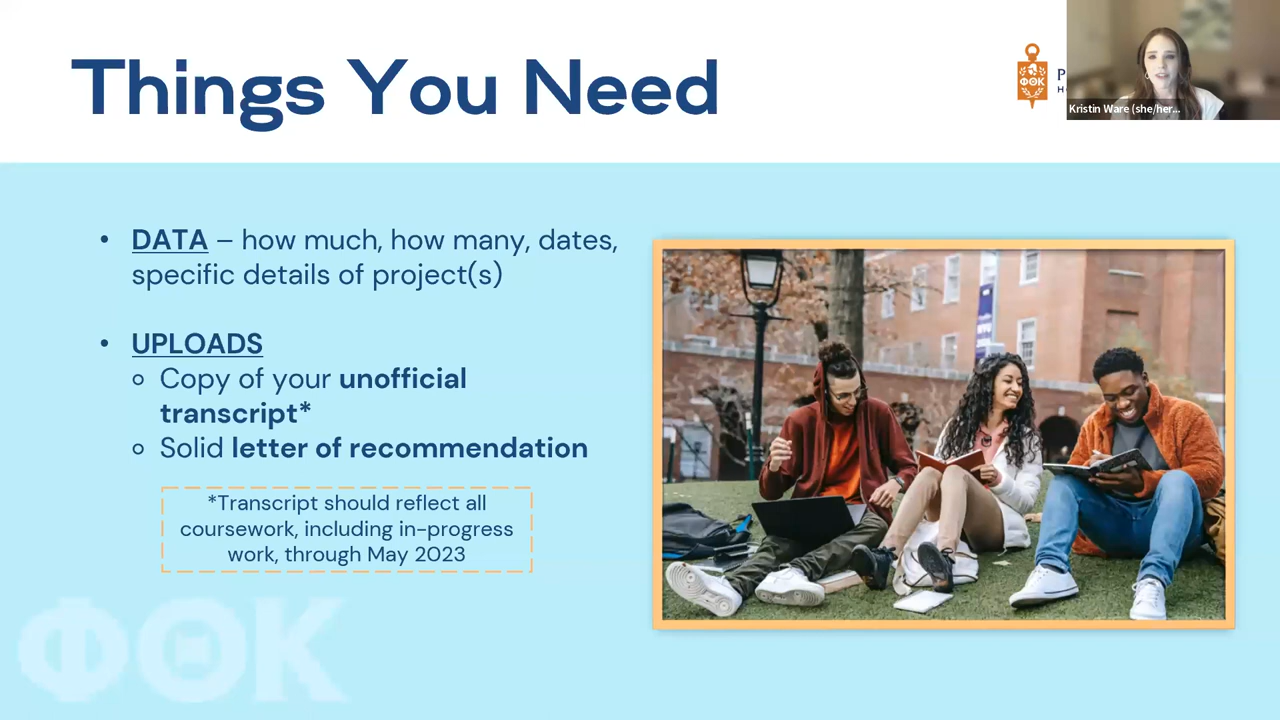 Things You Need
ΦΘΚ
P
H
Kristin Ware (she/her...
• DATA – how much, how many, dates,
specific details of project(s)
• UPLOADS
Copy of your unofficial
transcript*
Solid letter of recommendation
*Transcript should reflect all
coursework, including in-progress
work, through May 2023
NYU
ΦΘΚ